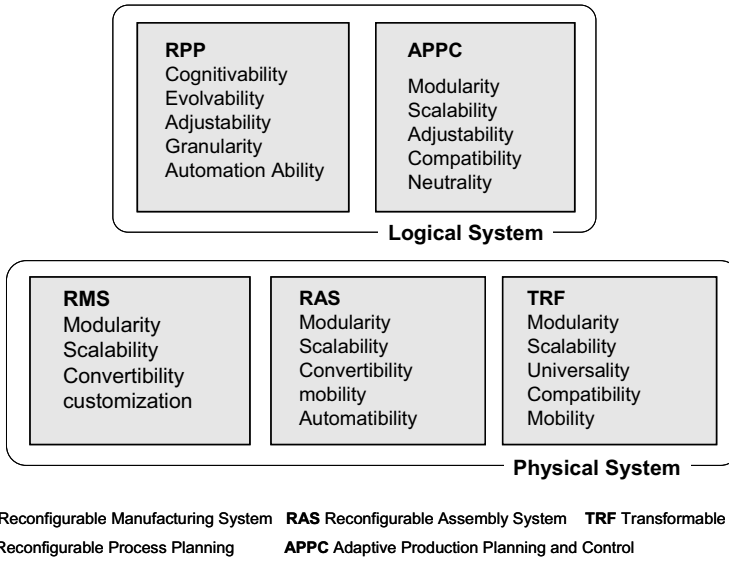 RPP
Cognitivability
Evolvability
Adjustability
Granularity
Automation Ability
APPC
Modularity
Scalability
Adjustability
Compatibility
Neutrality
Logical System
RMS
Modularity
Scalability
Convertibility
customization
RAS
Modularity
Scalability
Convertibility
mobility
Automatibility
TRF
Modularity
Scalability
Universality
Compatibility
Mobility
Physical System
Reconfigurable Manufacturing System RAS Reconfigurable Assembly System TRF Transformable
Reconfigurable Process Planning APPC Adaptive Production Planning and Control